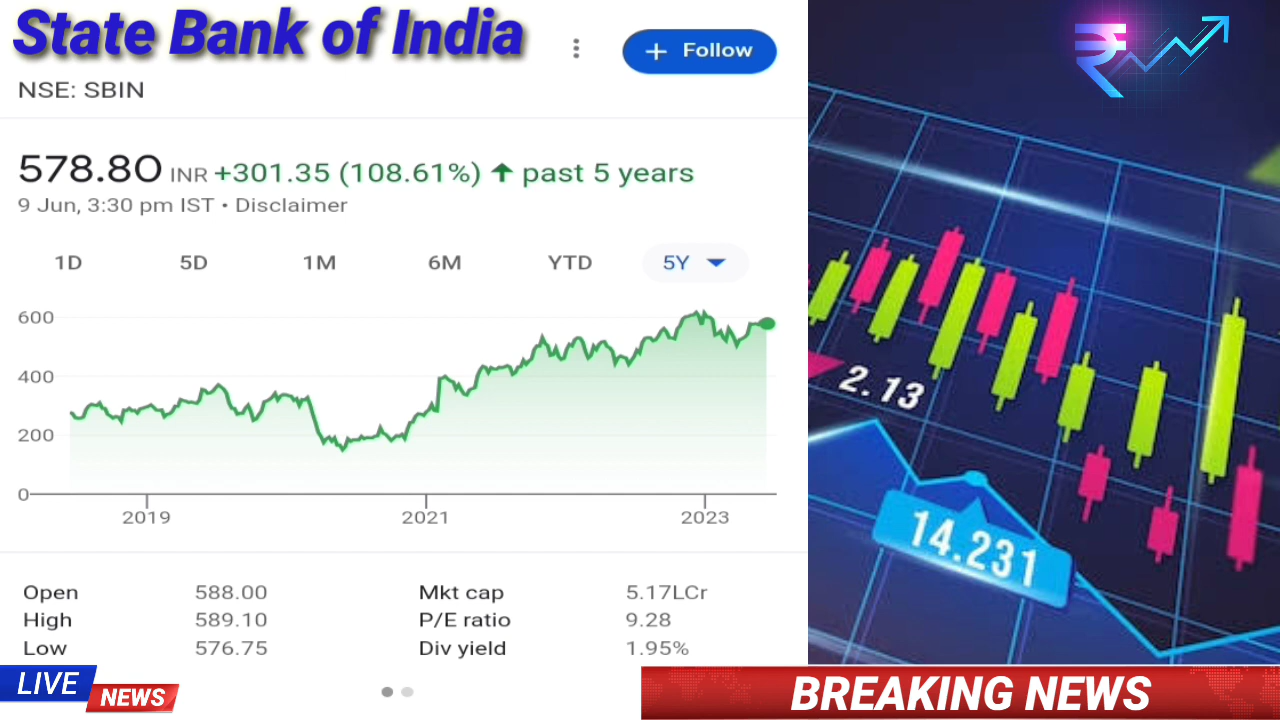 State Bank of India
+ Follow
NSE: SBIN
578.80 INR +301.35 (108.61%) ↑ past 5 years
9 Jun, 3:30 pm IST • Disclaimer
1D 5D 1M 6M YTD 5Y
600
400
200
0
2019 2021 2023
Open 588.00 Mkt cap 5.17LCr
High 589.10 P/E ratio 9.28
Low 576.75 Div yield 1.95%
LIVE
NEWS
₹
2.13
14.231
BREAKING NEWS